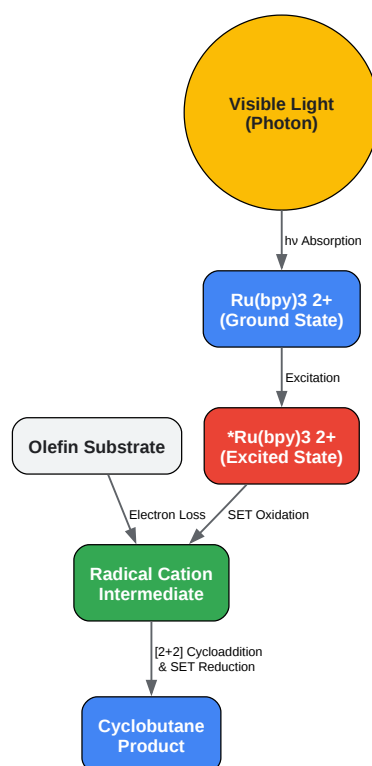 Visible Light
(Photon)
hν Absorption
Ru(bpy)3 2+
(Ground State)
Excitation
Olefin Substrate
*Ru(bpy)3 2+
(Excited State)
Electron Loss
SET Oxidation
Radical Cation
Intermediate
[2+2] Cycloaddition
& SET Reduction
Cyclobutane
Product